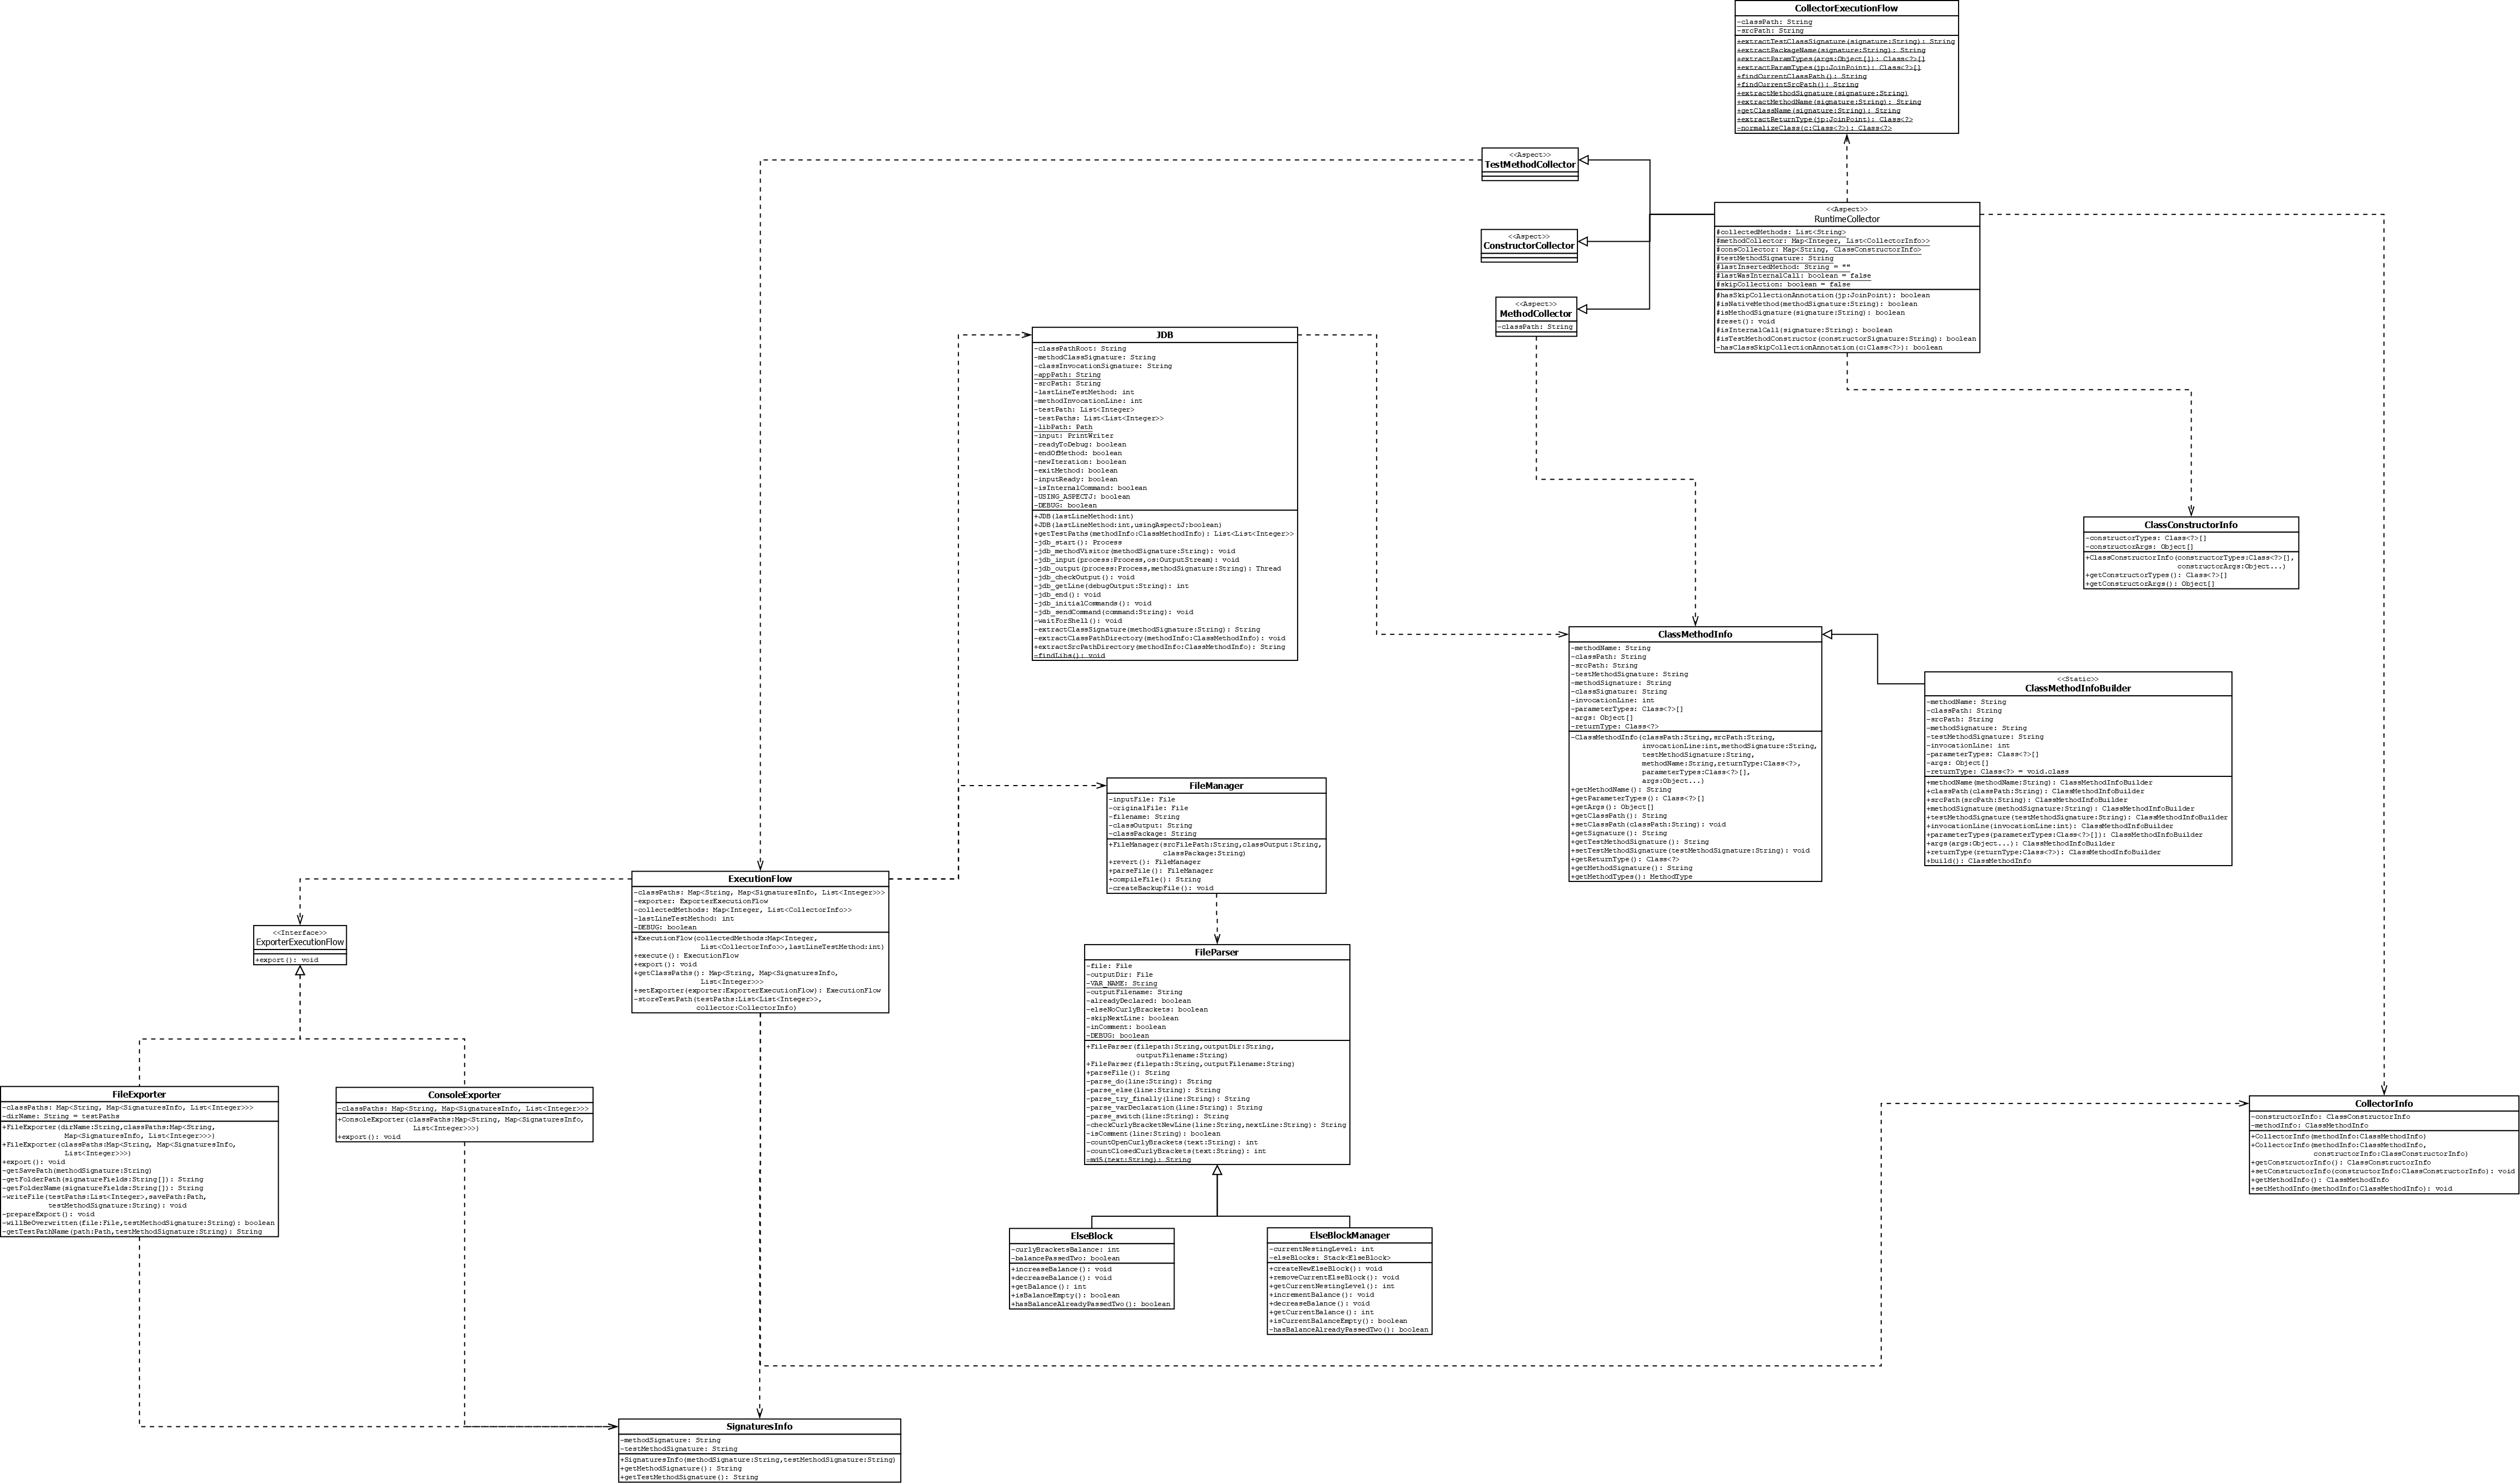 CollectorExecutionFlow
-classPath: String
-srcPath: String
+extractTestClassSignature(signature:String): String
+extractPackageName(signature:String): String
+extractParamTypes(args:Object[]): Class<?>[]
+extractParamTypes(jp:JoinPoint): Class<?>[]
+findCurrentClassPath(): String
+findCurrentSrcPath(): String
+extractMethodSignature(signature:String)
+extractMethodName(signature:String): String
+getClassName(signature:String): String
+extractReturnType(jp:JoinPoint): Class<?>
-normalizeClass(c:Class<?>): Class<?>
<<Aspect>>
TestMethodCollector
<<Aspect>>
ConstructorCollector
<<Aspect>>
MethodCollector
-classPath: String
<<Aspect>>
RuntimeCollector
#collectedMethods: List<String>
#methodCollector: Map<Integer, List<CollectorInfo>>
#consCollector: Map<String, ClassConstructorInfo>
#testMethodSignature: String
#lastInsertedMethod: String = ""
#lastWasInternalCall: boolean = false
#skipCollection: boolean = false
#hasSkipCollectionAnnotation(jp:JoinPoint): boolean
#isNativeMethod(methodSignature:String): boolean
#isMethodSignature(signature:String): boolean
#reset(): void
#isInternalCall(signature:String): boolean
#isTestMethodConstructor(constructorSignature:String): boolean
-hasClassSkipCollectionAnnotation(c:Class<?>): boolean
JDB
-classPathRoot: String
-methodClassSignature: String
-classInvocationSignature: String
-appPath: String
-srcPath: String
-lastLineTestMethod: int
-methodInvocationLine: int
-testPath: List<Integer>
-testPaths: List<List<Integer>>
-libPath: Path
-input: PrintWriter
-readyToDebug: boolean
-endOfMethod: boolean
-newIteration: boolean
-exitMethod: boolean
-inputReady: boolean
-isInternalCommand: boolean
-USING_ASPECTJ: boolean
-DEBUG: boolean
+JDB(lastLineMethod:int)
+JDB(lastLineMethod:int,usingAspectJ:boolean)
+getTestPaths(methodInfo:ClassMethodInfo): List<List<Integer>>
-jdb_start(): Process
-jdb_methodVisitor(methodSignature:String): void
-jdb_input(process:Process,os:OutputStream): void
-jdb_output(process:Process,methodSignature:String): Thread
-jdb_checkOutput(): void
-jdb_getLine(debugOutput:String): int
-jdb_end(): void
-jdb_initialCommands(): void
-jdb_sendCommand(command:String): void
-waitForShell(): void
-extractClassSignature(methodSignature:String): String
-extractClassPathDirectory(methodInfo:ClassMethodInfo): void
+extractSrcPathDirectory(methodInfo:ClassMethodInfo): String
-findLibs(): void
ClassConstructorInfo
-constructorTypes: Class<?>[]
-constructorArgs: Object[]
+ClassConstructorInfo(constructorTypes:Class<?>[],
constructorArgs:Object...)
+getConstructorTypes(): Class<?>[]
+getConstructorArgs(): Object[]
ClassMethodInfo
-methodName: String
-classPath: String
-srcPath: String
-testMethodSignature: String
-methodSignature: String
-classSignature: String
-invocationLine: int
-parameterTypes: Class<?>[]
-args: Object[]
-returnType: Class<?>
-ClassMethodInfo(classPath:String,srcPath:String,
invocationLine:int,methodSignature:String,
testMethodSignature:String,
methodName:String,returnType:Class<?>,
parameterTypes:Class<?>[],
args:Object...)
+getMethodName(): String
+getParameterTypes(): Class<?>[]
+getArgs(): Object[]
+getClassPath(): String
+setClassPath(classPath:String): void
+getSignature(): String
+getTestMethodSignature(): String
+setTestMethodSignature(testMethodSignature:String): void
+getReturnType(): Class<?>
+getMethodSignature(): String
+getMethodTypes(): MethodType
<<Static>>
ClassMethodInfoBuilder
-methodName: String
-classPath: String
-srcPath: String
-methodSignature: String
-testMethodSignature: String
-invocationLine: int
-parameterTypes: Class<?>[]
-args: Object[]
-returnType: Class<?> = void.class
+methodName(methodName:String): ClassMethodInfoBuilder
+classPath(classPath:String): ClassMethodInfoBuilder
+srcPath(srcPath:String): ClassMethodInfoBuilder
+methodSignature(methodSignature:String): ClassMethodInfoBuilder
+testMethodSignature(testMethodSignature:String): ClassMethodInfoBuilder
+invocationLine(invocationLine:int): ClassMethodInfoBuilder
+parameterTypes(parameterTypes:Class<?>[]): ClassMethodInfoBuilder
+args(args:Object...): ClassMethodInfoBuilder
+returnType(returnType:Class<?>): ClassMethodInfoBuilder
+build(): ClassMethodInfo
FileManager
-inputFile: File
-originalFile: File
-filename: String
-classOutput: String
-classPackage: String
+FileManager(srcFilePath:String,classOutput:String,
classPackage:String)
+revert(): FileManager
+parseFile(): FileManager
+compileFile(): String
-createBackupFile(): void
ExecutionFlow
-classPaths: Map<String, Map<SignaturesInfo, List<Integer>>>
-exporter: ExporterExecutionFlow
-collectedMethods: Map<Integer, List<CollectorInfo>>
-lastLineTestMethod: int
-DEBUG: boolean
+ExecutionFlow(collectedMethods:Map<Integer,
List<CollectorInfo>>,lastLineTestMethod:int)
+execute(): ExecutionFlow
+export(): void
+getClassPaths(): Map<String, Map<SignaturesInfo,
List<Integer>>>
+setExporter(exporter:ExporterExecutionFlow): ExecutionFlow
-storeTestPath(testPaths:List<List<Integer>>,
collector:CollectorInfo)
<<Interface>>
ExporterExecutionFlow
+export(): void
FileParser
-file: File
-outputDir: File
-VAR_NAME: String
-outputFilename: String
-alreadyDeclared: boolean
-elseNoCurlyBrackets: boolean
-skipNextLine: boolean
-inComment: boolean
-DEBUG: boolean
+FileParser(filepath:String,outputDir:String,
outputFilename:String)
+FileParser(filepath:String,outputFilename:String)
+parseFile(): String
-parse_do(line:String): String
-parse_else(line:String): String
-parse_try_finally(line:String): String
-parse_varDeclaration(line:String): String
-parse_switch(line:String): String
-checkCurlyBracketNewLine(line:String,nextLine:String): String
-isComment(line:String): boolean
-countOpenCurlyBrackets(text:String): int
-countClosedCurlyBrackets(text:String): int
-md5(text:String): String
FileExporter
-classPaths: Map<String, Map<SignaturesInfo, List<Integer>>>
-dirName: String = testPaths
+FileExporter(dirName:String,classPaths:Map<String,
Map<SignaturesInfo, List<Integer>>>)
+FileExporter(classPaths:Map<String, Map<SignaturesInfo,
List<Integer>>>)
+export(): void
-getSavePath(methodSignature:String)
-getFolderPath(signatureFields:String[]): String
-getFolderName(signatureFields:String[]): String
-writeFile(testPaths:List<Integer>,savePath:Path,
testMethodSignature:String): void
-prepareExport(): void
-willBeOverwritten(file:File,testMethodSignature:String): boolean
-getTestPathName(path:Path,testMethodSignature:String): String
ConsoleExporter
-classPaths: Map<String, Map<SignaturesInfo, List<Integer>>>
+ConsoleExporter(classPaths:Map<String, Map<SignaturesInfo,
List<Integer>>>)
+export(): void
CollectorInfo
-constructorInfo: ClassConstructorInfo
-methodInfo: ClassMethodInfo
+CollectorInfo(methodInfo:ClassMethodInfo)
+CollectorInfo(methodInfo:ClassMethodInfo,
constructorInfo:ClassConstructorInfo)
+getConstructorInfo(): ClassConstructorInfo
+setConstructorInfo(constructorInfo:ClassConstructorInfo): void
+getMethodInfo(): ClassMethodInfo
+setMethodInfo(methodInfo:ClassMethodInfo): void
ElseBlock
-curlyBracketsBalance: int
-balancePassedTwo: boolean
+increaseBalance(): void
+decreaseBalance(): void
+getBalance(): int
+isBalanceEmpty(): boolean
+hasBalanceAlreadyPassedTwo(): boolean
ElseBlockManager
-currentNestingLevel: int
-elseBlocks: Stack<ElseBlock>
+createNewElseBlock(): void
+removeCurrentElseBlock(): void
+getCurrentNestingLevel(): int
+incrementBalance(): void
+decreaseBalance(): void
+getCurrentBalance(): int
+isCurrentBalanceEmpty(): boolean
-hasBalanceAlreadyPassedTwo(): boolean
SignaturesInfo
-methodSignature: String
-testMethodSignature: String
+SignaturesInfo(methodSignature:String,testMethodSignature:String)
+getMethodSignature(): String
+getTestMethodSignature(): String